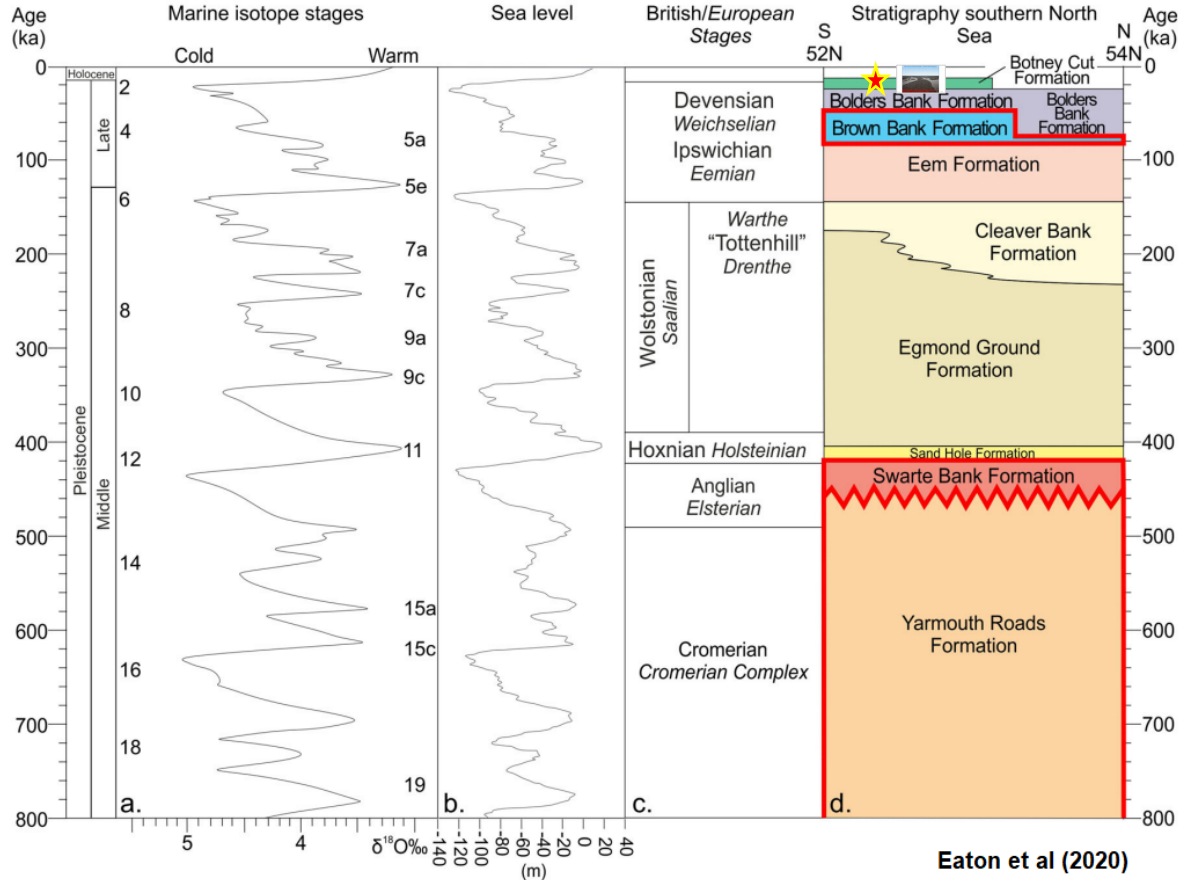 Age
(ka)
Marine isotope stages
Sea level
British/European
Stages
Stratigraphy southern North
Sea
Age
(ka)
Cold
Warm
S
52N
N
54N
0
100
200
300
400
500
600
700
800
Holocene
Pleistocene
Late
Middle
2
4
6
8
10
12
14
16
18
5a
5e
7a
7c
9a
9c
11
15a
15c
19
a.
5
4
δ¹⁸O‰
b.
-140
-120
-100
-80
-60
-40
-20
0
20
40
(m)
Devensian
Weichselian
Ipswichian
Eemian
Wolstonian
Saalian
Warthe
“Tottenhill”
Drenthe
Hoxnian Holsteinian
Anglian
Elsterian
Cromerian
Cromerian Complex
c.
Botney Cut
Formation
Bolders Bank Formation
Bolders
Bank
Formation
Brown Bank Formation
Eem Formation
Cleaver Bank
Formation
Egmond Ground
Formation
Sand Hole Formation
Swarte Bank Formation
Yarmouth Roads
Formation
d.
0
100
200
300
400
500
600
700
800
Eaton et al (2020)